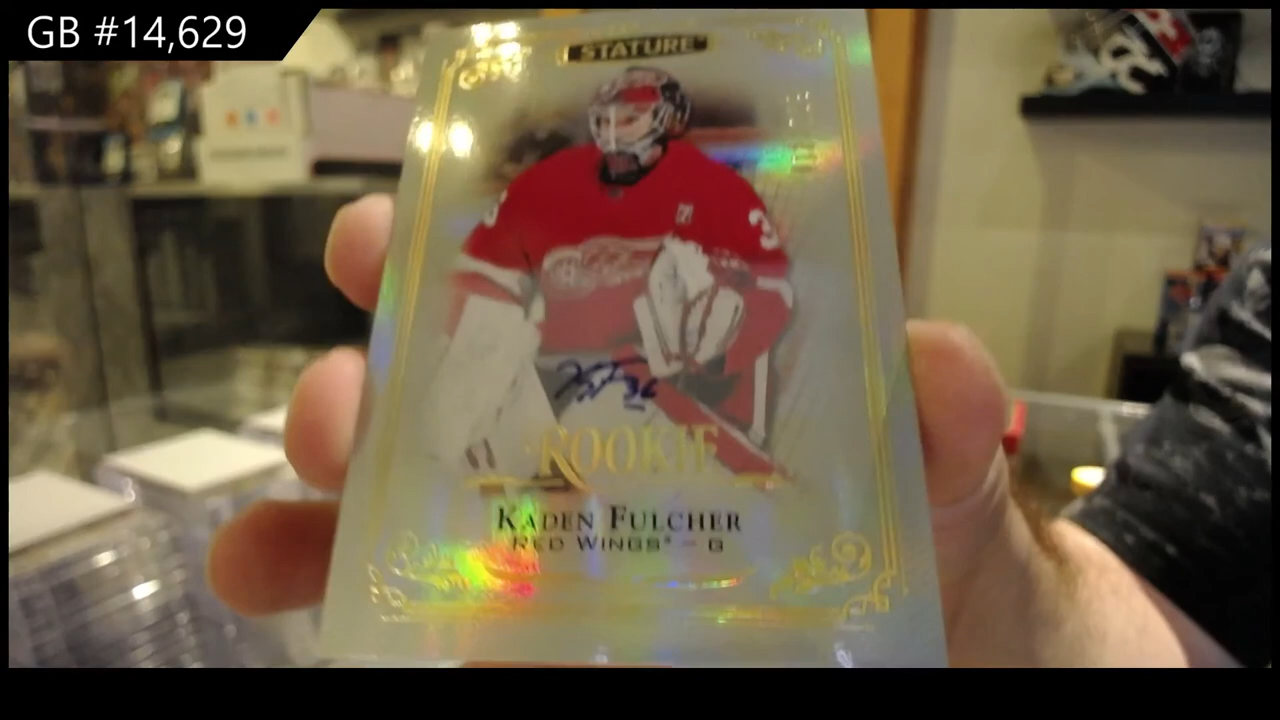 GB #14,629
STATURE
ROOKIE
KADEN FULCHER
RED WINGS® - G